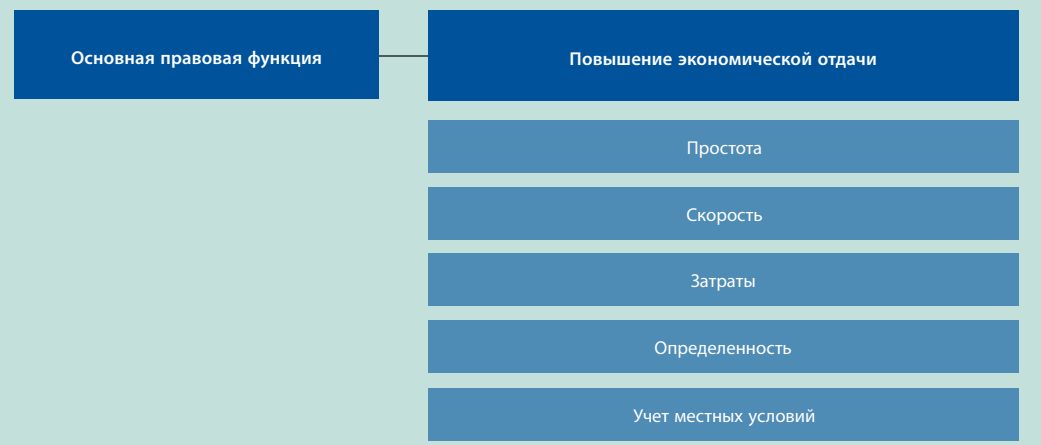 Основная правовая функция
Повышение экономической отдачи
Простота
Скорость
Затраты
Определенность
Учет местных условий